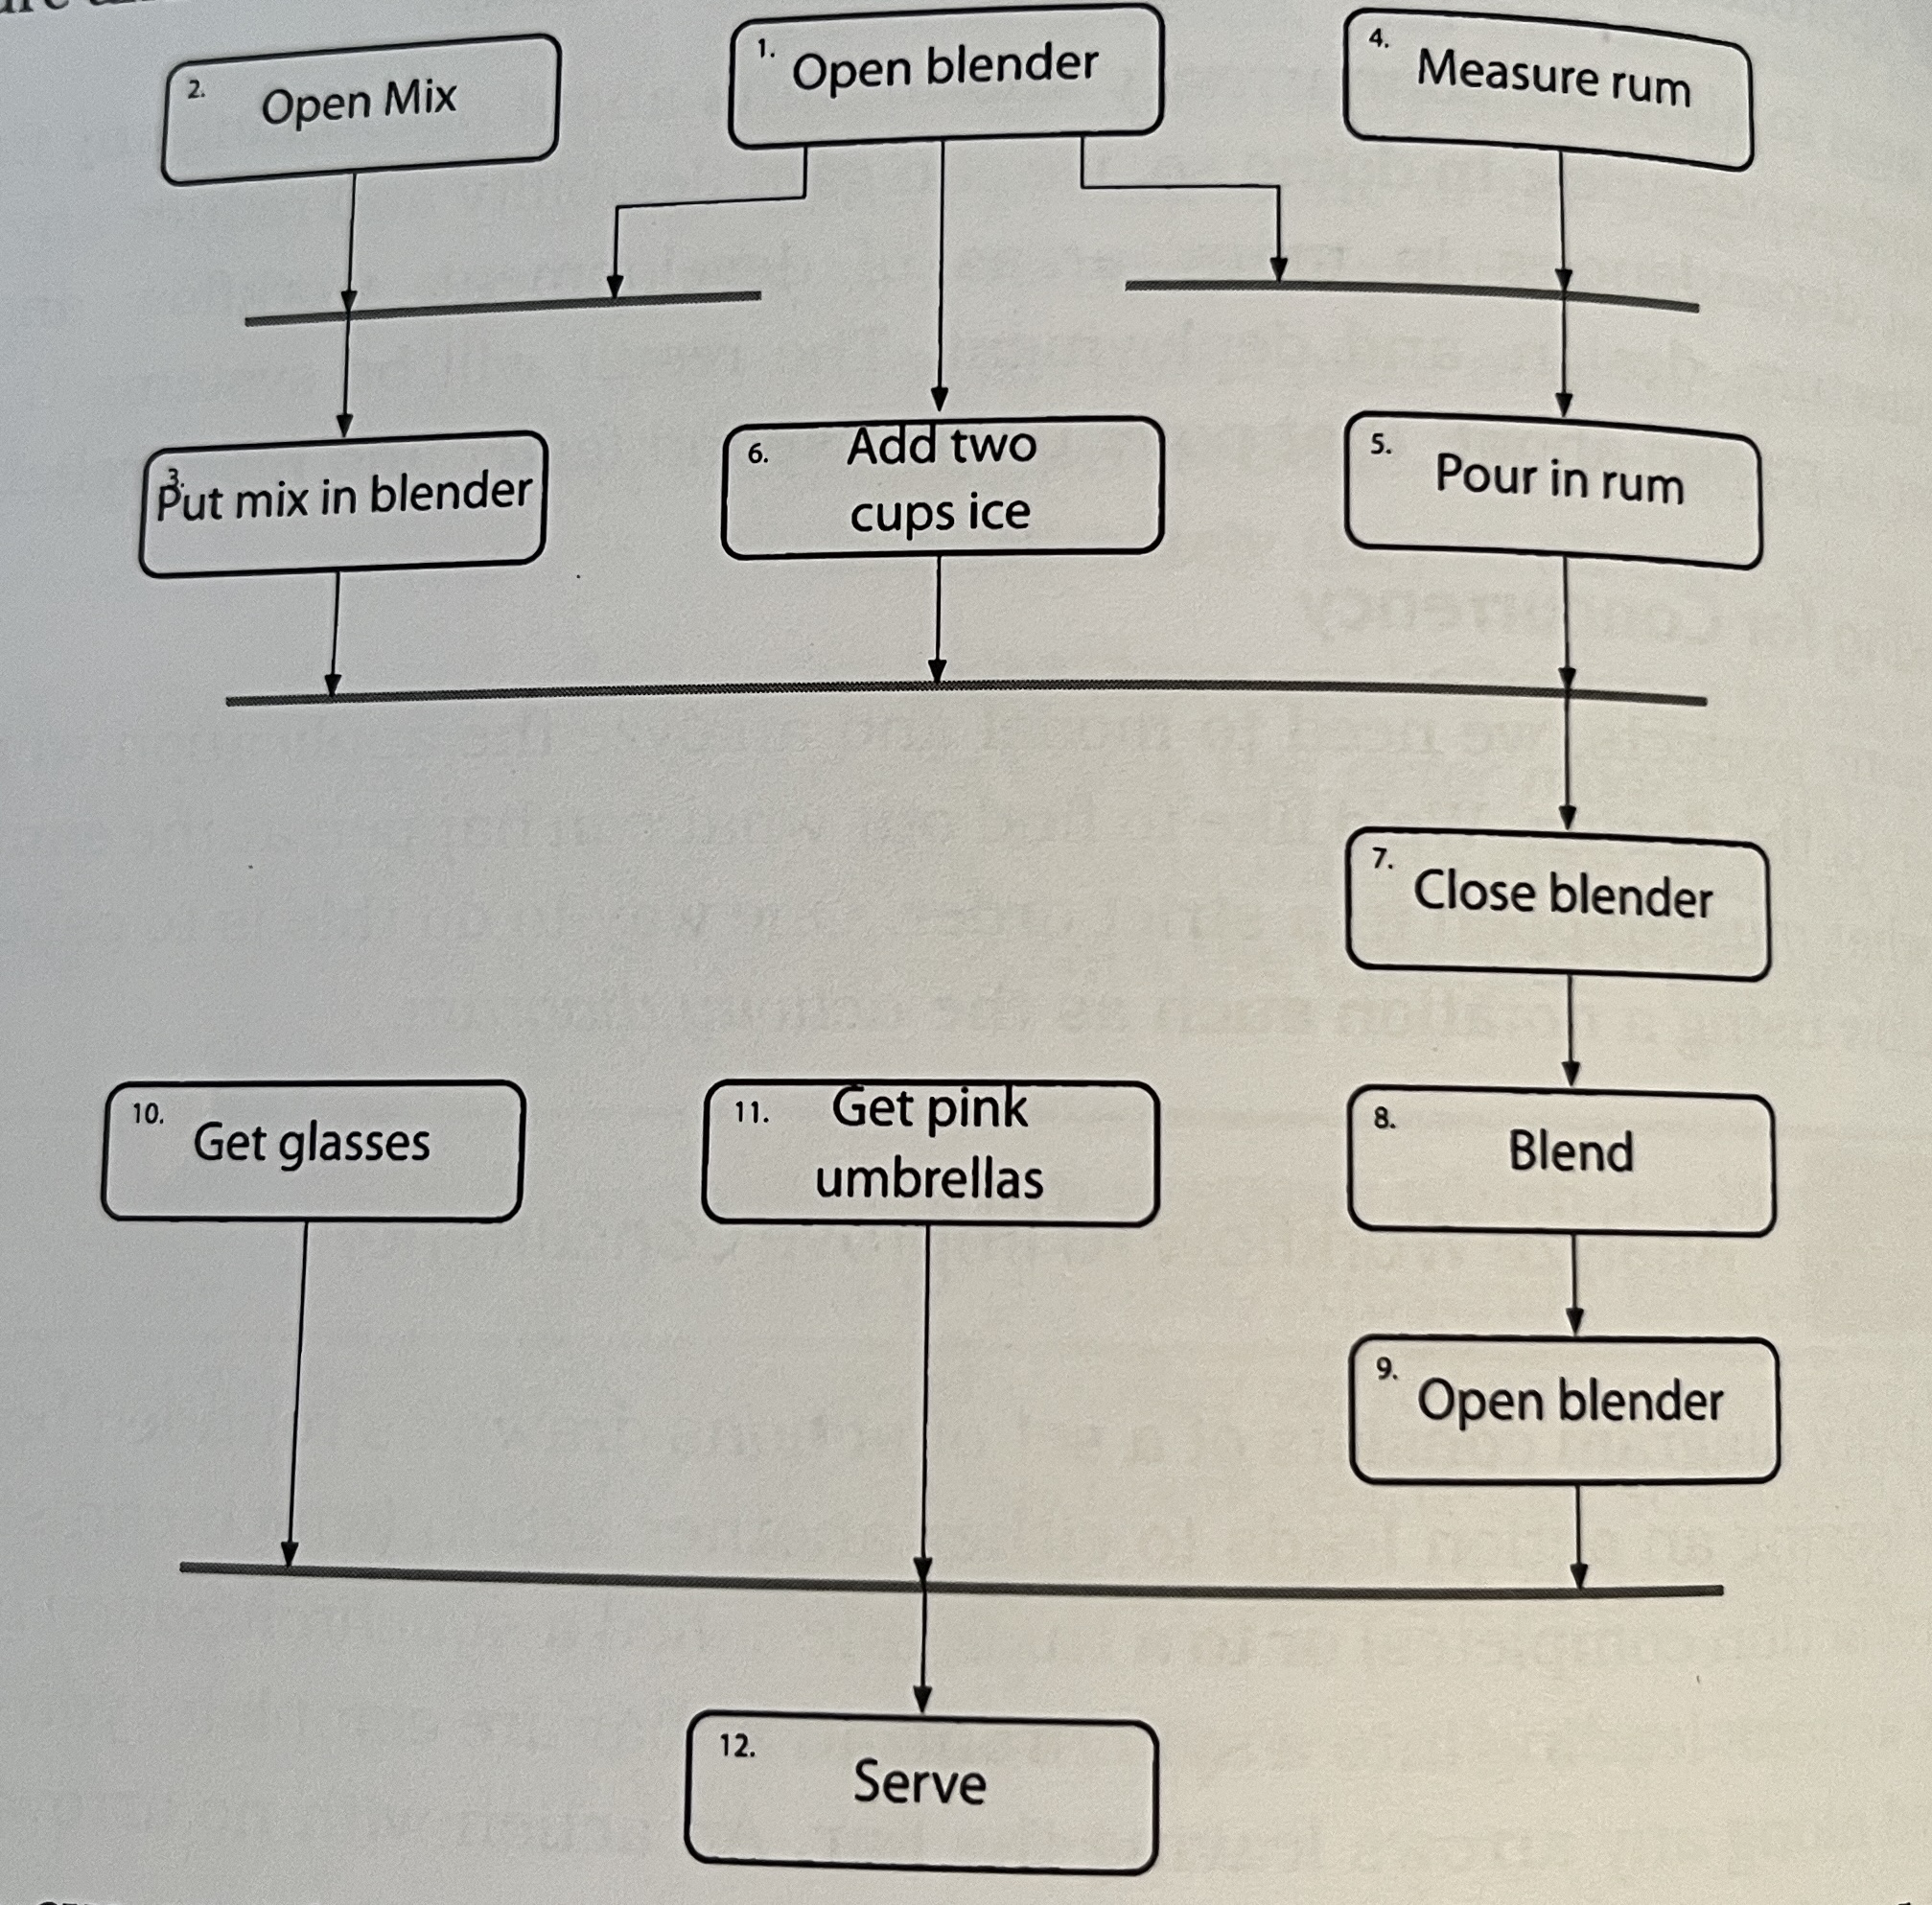 2.
Open Mix
1.
Open blender
4.
Measure rum
3.
Put mix in blender
6.
Add two
cups ice
5.
Pour in rum
7.
Close blender
10.
Get glasses
11.
Get pink
umbrellas
8.
Blend
9.
Open blender
12.
Serve